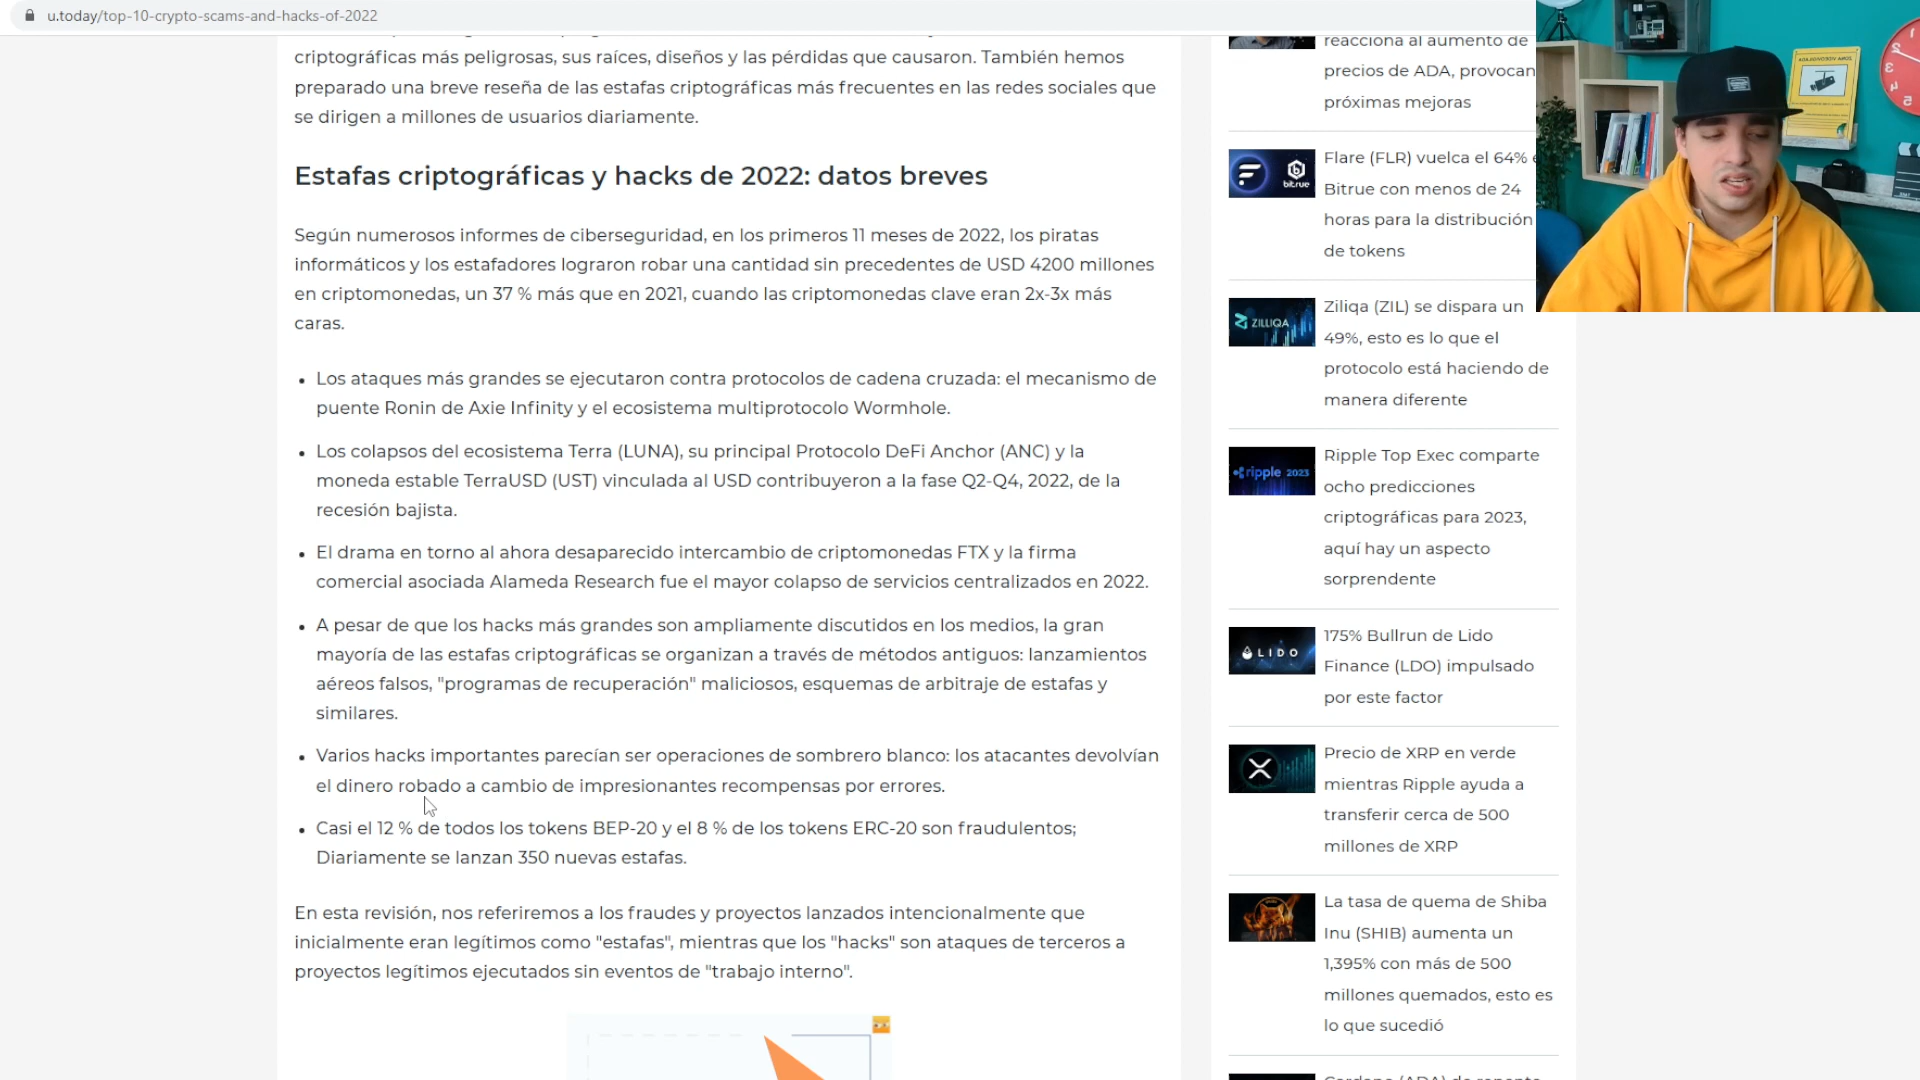 u.today/top-10-crypto-scams-and-hacks-of-2022
criptográficas más peligrosas, sus raíces, diseños y las pérdidas que causaron. También hemos
preparado una breve reseña de las estafas criptográficas más frecuentes en las redes sociales que
se dirigen a millones de usuarios diariamente.
Estafas criptográficas y hacks de 2022: datos breves
Según numerosos informes de ciberseguridad, en los primeros 11 meses de 2022, los piratas
informáticos y los estafadores lograron robar una cantidad sin precedentes de USD 4200 millones
en criptomonedas, un 37 % más que en 2021, cuando las criptomonedas clave eran 2x-3x más
caras.
• Los ataques más grandes se ejecutaron contra protocolos de cadena cruzada: el mecanismo de
puente Ronin de Axie Infinity y el ecosistema multiprotocolo Wormhole.
• Los colapsos del ecosistema Terra (LUNA), su principal Protocolo DeFi Anchor (ANC) y la
moneda estable TerraUSD (UST) vinculada al USD contribuyeron a la fase Q2-Q4, 2022, de la
recesión bajista.
• El drama en torno al ahora desaparecido intercambio de criptomonedas FTX y la firma
comercial asociada Alameda Research fue el mayor colapso de servicios centralizados en 2022.
• A pesar de que los hacks más grandes son ampliamente discutidos en los medios, la gran
mayoría de las estafas criptográficas se organizan a través de métodos antiguos: lanzamientos
aéreos falsos, "programas de recuperación" maliciosos, esquemas de arbitraje de estafas y
similares.
• Varios hacks importantes parecían ser operaciones de sombrero blanco: los atacantes devolvían
el dinero robado a cambio de impresionantes recompensas por errores.
• Casi el 12 % de todos los tokens BEP-20 y el 8 % de los tokens ERC-20 son fraudulentos;
Diariamente se lanzan 350 nuevas estafas.
En esta revisión, nos referiremos a los fraudes y proyectos lanzados intencionalmente que
inicialmente eran legítimos como "estafas", mientras que los "hacks" son ataques de terceros a
proyectos legítimos ejecutados sin eventos de "trabajo interno".
reacciona al aumento de
precios de ADA, provocan
próximas mejoras
bitrue
Flare (FLR) vuelca el 64%
Bitrue con menos de 24
horas para la distribución
de tokens
ZILLIQA
Ziliqa (ZIL) se dispara un
49%, esto es lo que el
protocolo está haciendo de
manera diferente
ripple 2023
Ripple Top Exec comparte
ocho predicciones
criptográficas para 2023,
aquí hay un aspecto
sorprendente
LIDO
175% Bullrun de Lido
Finance (LDO) impulsado
por este factor
Precio de XRP en verde
mientras Ripple ayuda a
transferir cerca de 500
millones de XRP
La tasa de quema de Shiba
Inu (SHIB) aumenta un
1,395% con más de 500
millones quemados, esto es
lo que sucedió